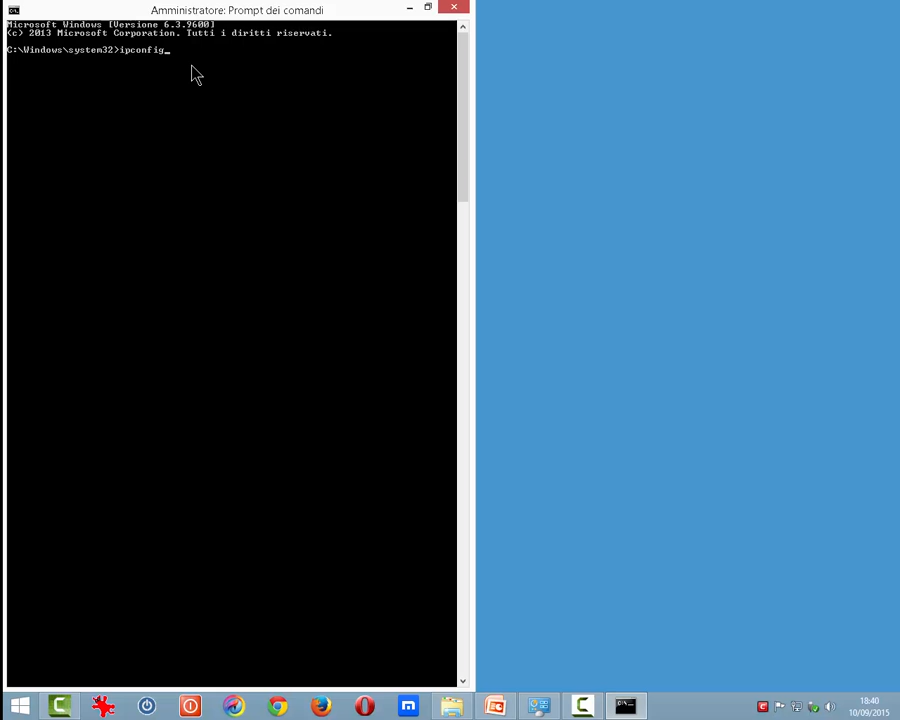 Amministratore: Prompt dei comandi
Microsoft Windows [Versione 6.3.9600]
(c) 2013 Microsoft Corporation. Tutti i diritti riservati.
C:\Windows\system32>ipconfig_
18:40
10/09/2015